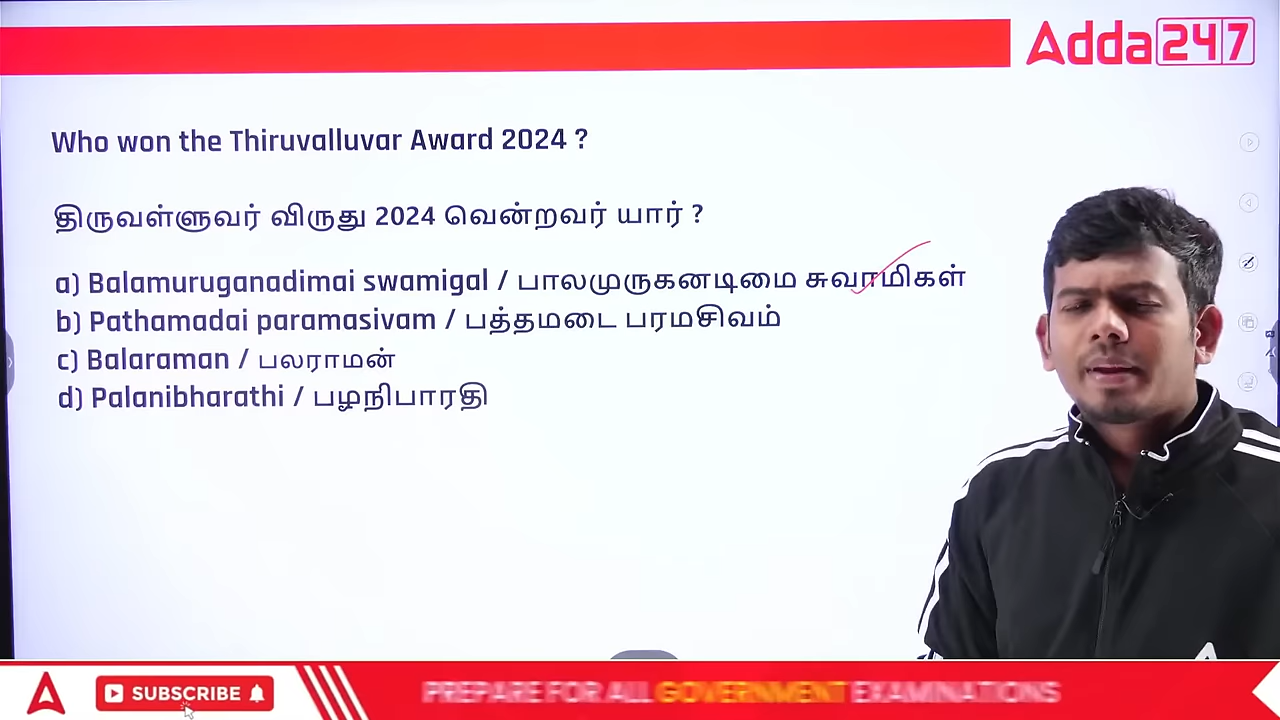 Adda247
Who won the Thiruvalluvar Award 2024 ?
திருவள்ளுவர் விருது 2024 வென்றவர் யார் ?
a) Balamuruganadimai swamigal / பாலமுருகனடிமை சுவாமிகள்
b) Pathamadai paramasivam / பத்தமடை பரமசிவம்
c) Balaraman / பலராமன்
d) Palanibharathi / பழநிபாரதி
SUBSCRIBE
PREPARE FOR ALL GOVERNMENT EXAMINATIONS